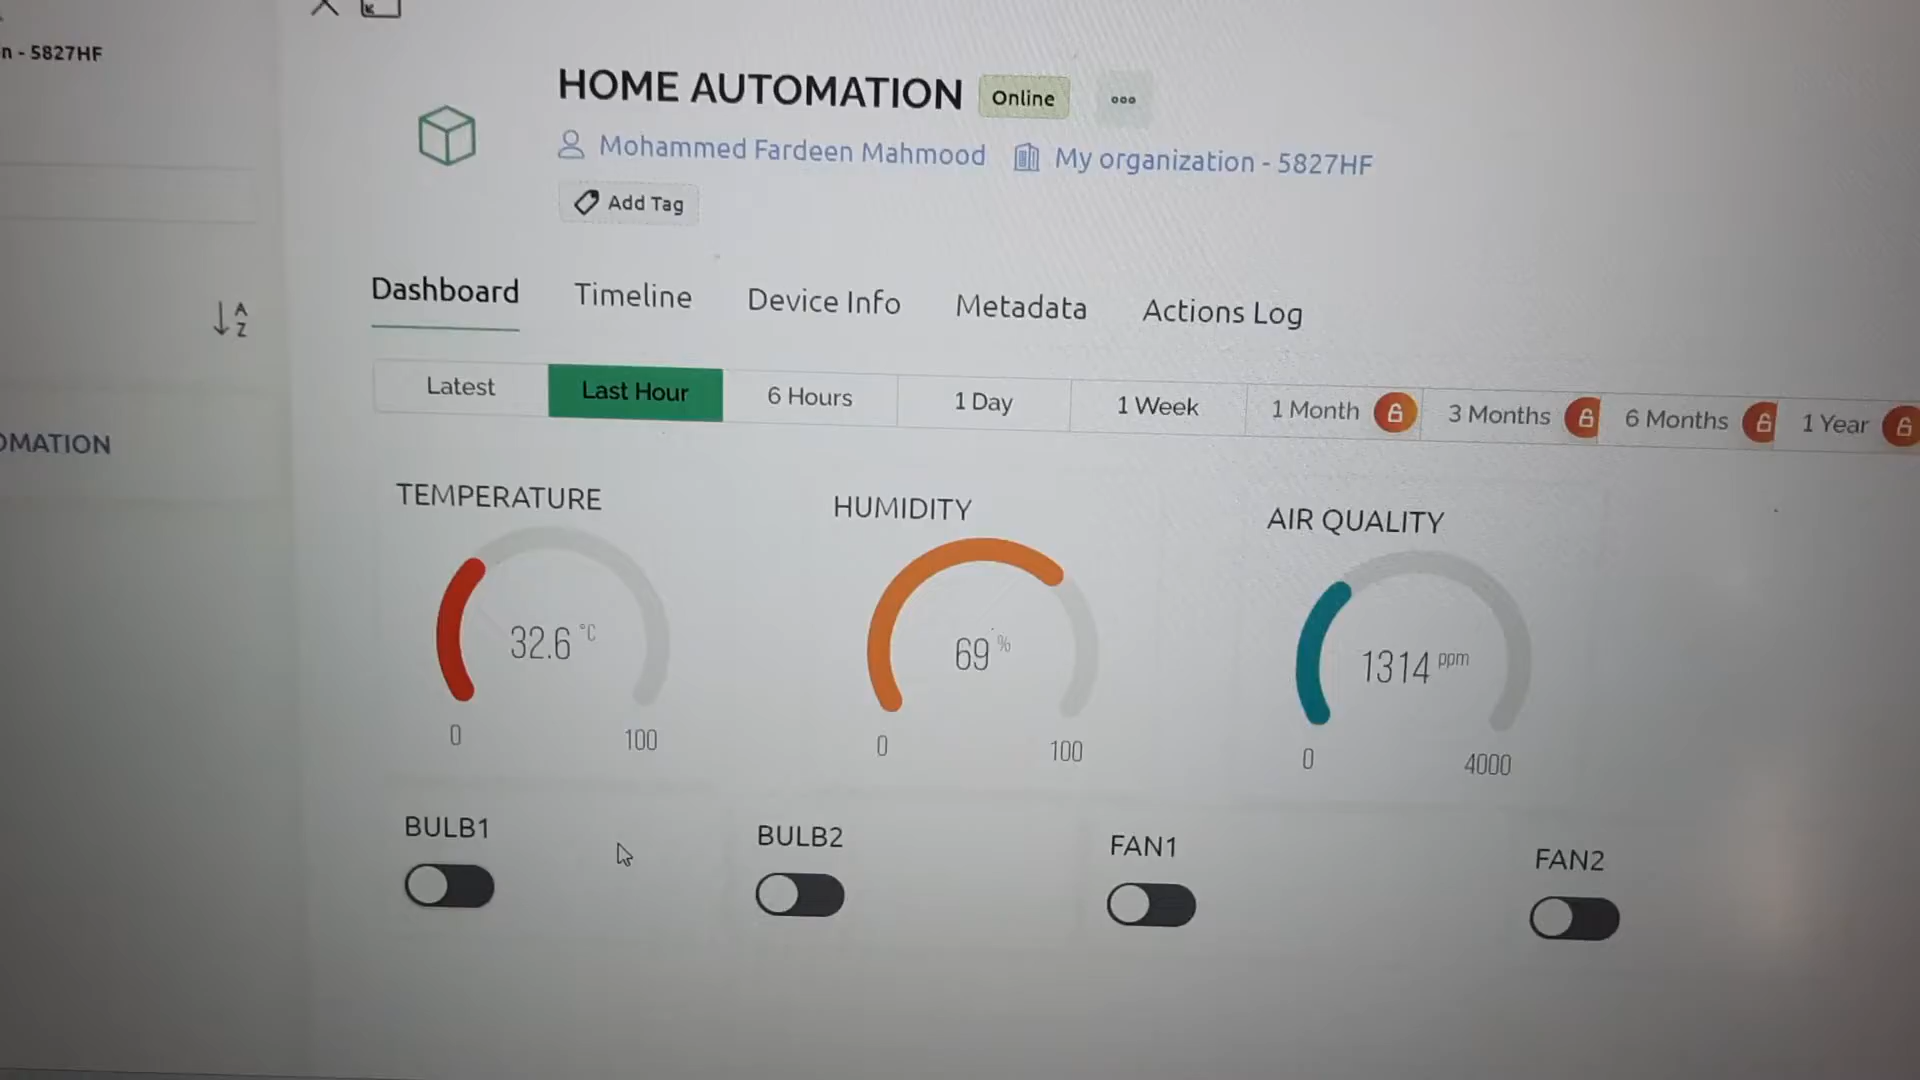 n - 5827HF
HOME AUTOMATION Online
Mohammed Fardeen Mahmood My organization - 5827HF
Add Tag
Dashboard Timeline Device Info Metadata Actions Log
A
Z
Latest Last Hour 6 Hours 1 Day 1 Week 1 Month 3 Months 6 Months 1 Year
OMATION
TEMPERATURE HUMIDITY AIR QUALITY
32.6 °C 69 % 1314 ppm
0 100 0 100 0 4000
BULB1 BULB2 FAN1 FAN2